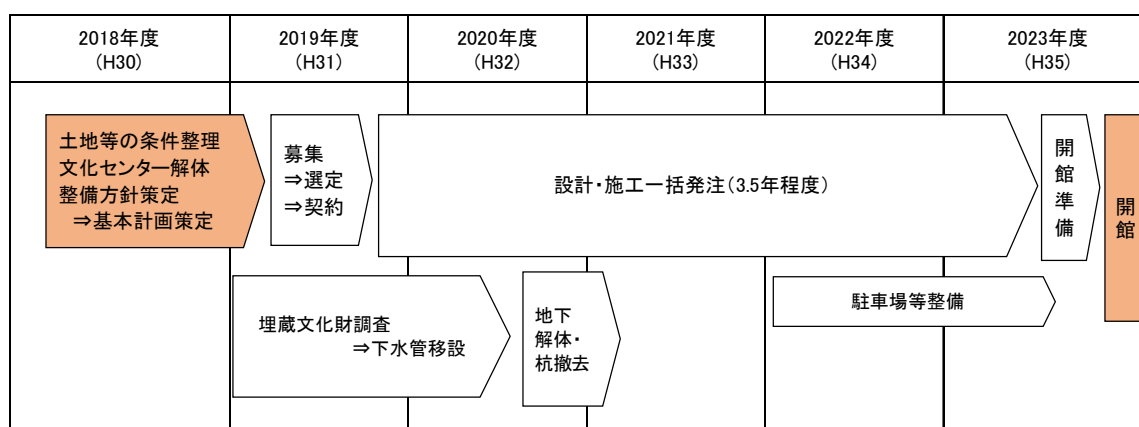 2018年度
(H30)
2019年度
(H31)
2020年度
(H32)
2021年度
(H33)
2022年度
(H34)
2023年度
(H35)
土地等の条件整理
文化センター解体
整備方針策定
⇒基本計画策定
募集
⇒選定
⇒契約
設計・施工一括発注(3.5年程度)
開館準備
開館
埋蔵文化財調査
⇒下水管移設
地下
解体・
杭撤去
駐車場等整備